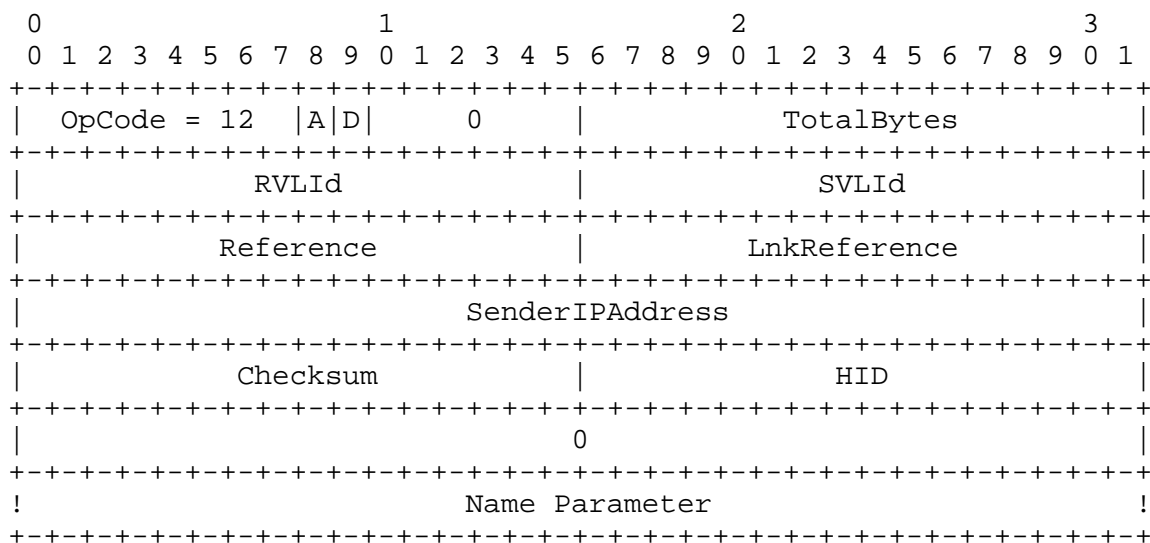 0                   1                   2                   3
 0 1 2 3 4 5 6 7 8 9 0 1 2 3 4 5 6 7 8 9 0 1 2 3 4 5 6 7 8 9 0 1
+-+-+-+-+-+-+-+-+-+-+-+-+-+-+-+-+-+-+-+-+-+-+-+-+-+-+-+-+-+-+-+-+
|  OpCode = 12  |A|D|     0     |           TotalBytes          |
+-+-+-+-+-+-+-+-+-+-+-+-+-+-+-+-+-+-+-+-+-+-+-+-+-+-+-+-+-+-+-+-+
|             RVLId             |             SVLId             |
+-+-+-+-+-+-+-+-+-+-+-+-+-+-+-+-+-+-+-+-+-+-+-+-+-+-+-+-+-+-+-+-+
|           Reference           |         LnkReference          |
+-+-+-+-+-+-+-+-+-+-+-+-+-+-+-+-+-+-+-+-+-+-+-+-+-+-+-+-+-+-+-+-+
|                         SenderIPAddress                       |
+-+-+-+-+-+-+-+-+-+-+-+-+-+-+-+-+-+-+-+-+-+-+-+-+-+-+-+-+-+-+-+-+
|            Checksum           |              HID              |
+-+-+-+-+-+-+-+-+-+-+-+-+-+-+-+-+-+-+-+-+-+-+-+-+-+-+-+-+-+-+-+-+
|                               0                               |
+-+-+-+-+-+-+-+-+-+-+-+-+-+-+-+-+-+-+-+-+-+-+-+-+-+-+-+-+-+-+-+-+
!                         Name Parameter                        !
+-+-+-+-+-+-+-+-+-+-+-+-+-+-+-+-+-+-+-+-+-+-+-+-+-+-+-+-+-+-+-+-+